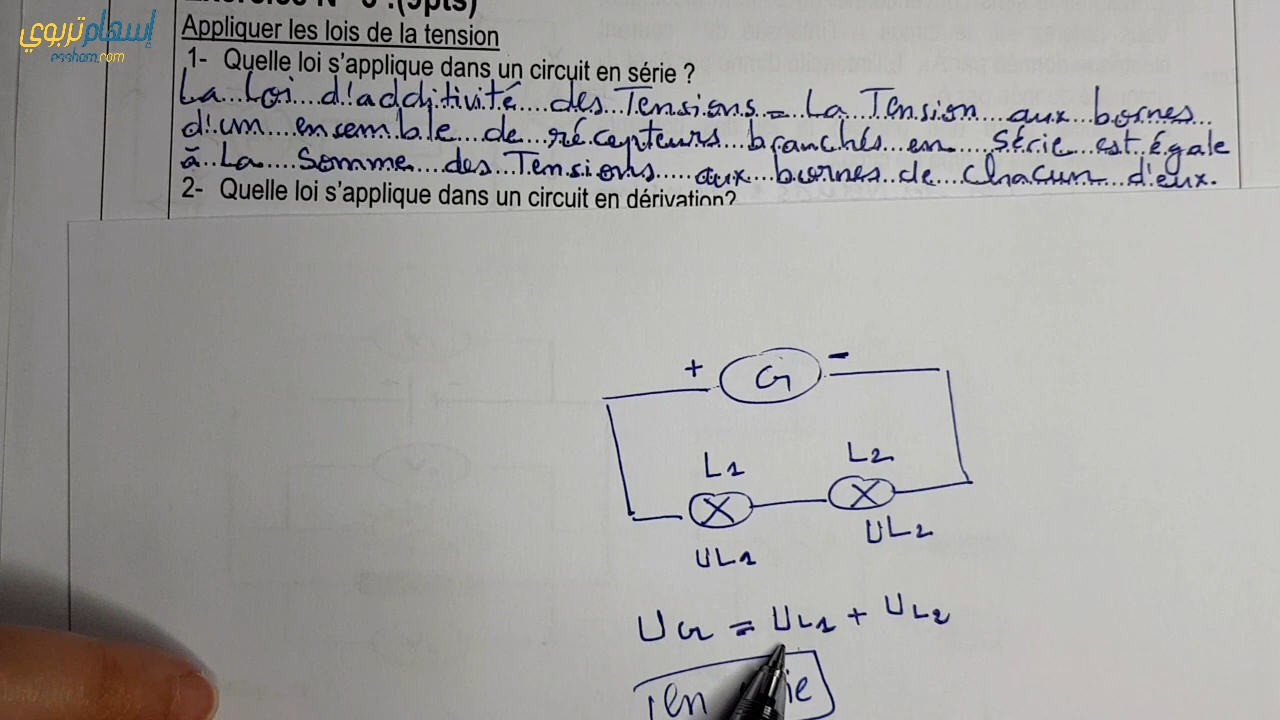 إسهام تربوي
essham.com
Appliquer les lois de la tension
1- Quelle loi s'applique dans un circuit en série ?
La Loi d'additivité des Tensions = La Tension aux bornes
d'um ensemble de récepteurs branchés en Série est égale
à La Somme des Tensions aux bornes de Chacun d'eux.
2- Quelle loi s'applique dans un circuit en dérivation?
+ G -
L1 L2
X X
UL1 UL2
UG = UL1 + UL2
en